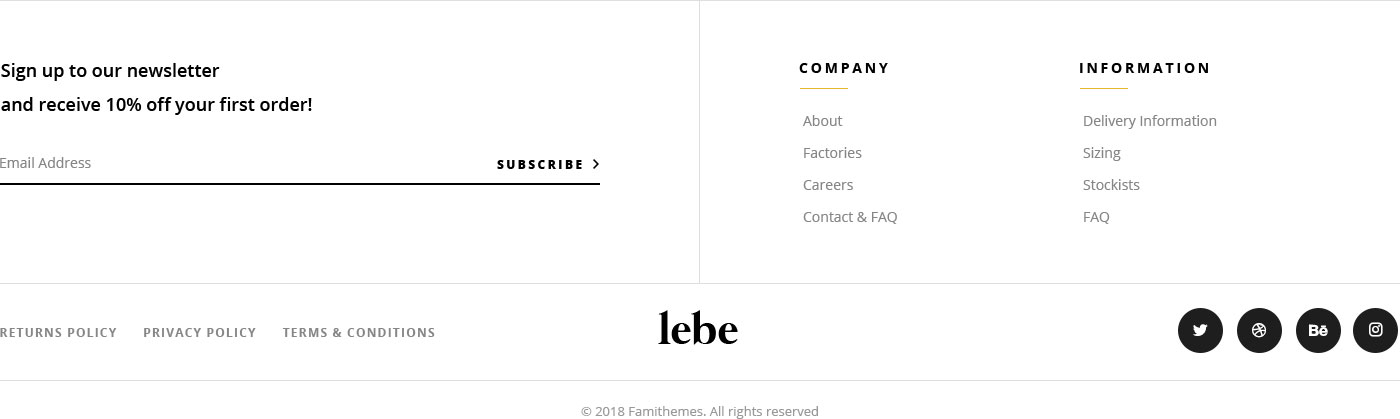 Sign up to our newsletter
and receive 10% off your first order!
Email Address
SUBSCRIBE
COMPANY
About
Factories
Careers
Contact & FAQ
INFORMATION
Delivery Information
Sizing
Stockists
FAQ
RETURNS POLICY PRIVACY POLICY TERMS & CONDITIONS
lebe
Bē
© 2018 Famithemes. All rights reserved